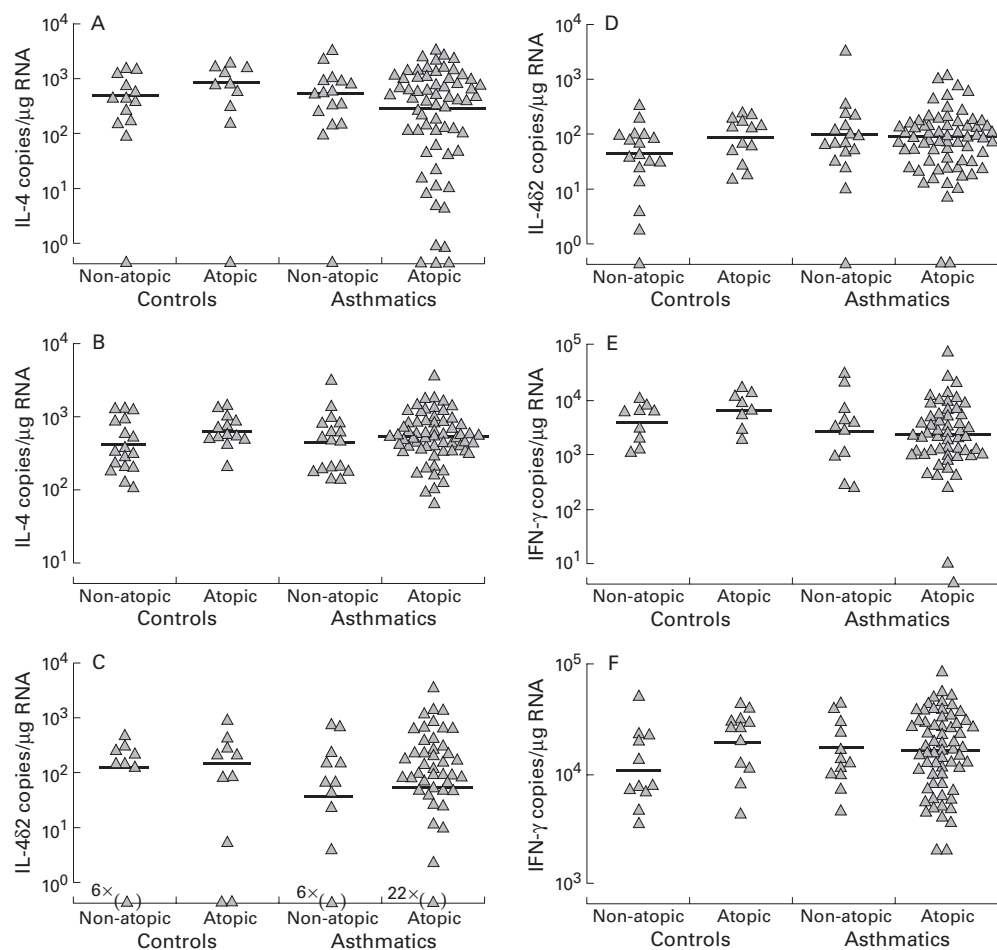 A
IL-4 copies/µg RNA
10⁴
10³
10²
10¹
10⁰
Non-atopic Atopic Non-atopic Atopic
Controls Asthmatics
B
IL-4 copies/µg RNA
10⁴
10³
10²
10¹
Non-atopic Atopic Non-atopic Atopic
Controls Asthmatics
C
IL-4δ2 copies/µg RNA
10⁴
10³
10²
10¹
10⁰
6× ( ) 6× ( ) 22× ( )
Non-atopic Atopic Non-atopic Atopic
Controls Asthmatics
D
IL-4δ2 copies/µg RNA
10⁴
10³
10²
10¹
10⁰
Non-atopic Atopic Non-atopic Atopic
Controls Asthmatics
E
IFN-γ copies/µg RNA
10⁵
10⁴
10³
10²
10¹
Non-atopic Atopic Non-atopic Atopic
Controls Asthmatics
F
IFN-γ copies/µg RNA
10⁵
10⁴
10³
Non-atopic Atopic Non-atopic Atopic
Controls Asthmatics